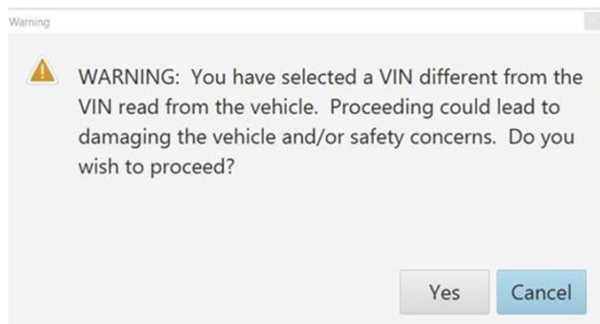 Warning
WARNING: You have selected a VIN different from the
VIN read from the vehicle. Proceeding could lead to
damaging the vehicle and/or safety concerns. Do you
wish to proceed?
Yes
Cancel